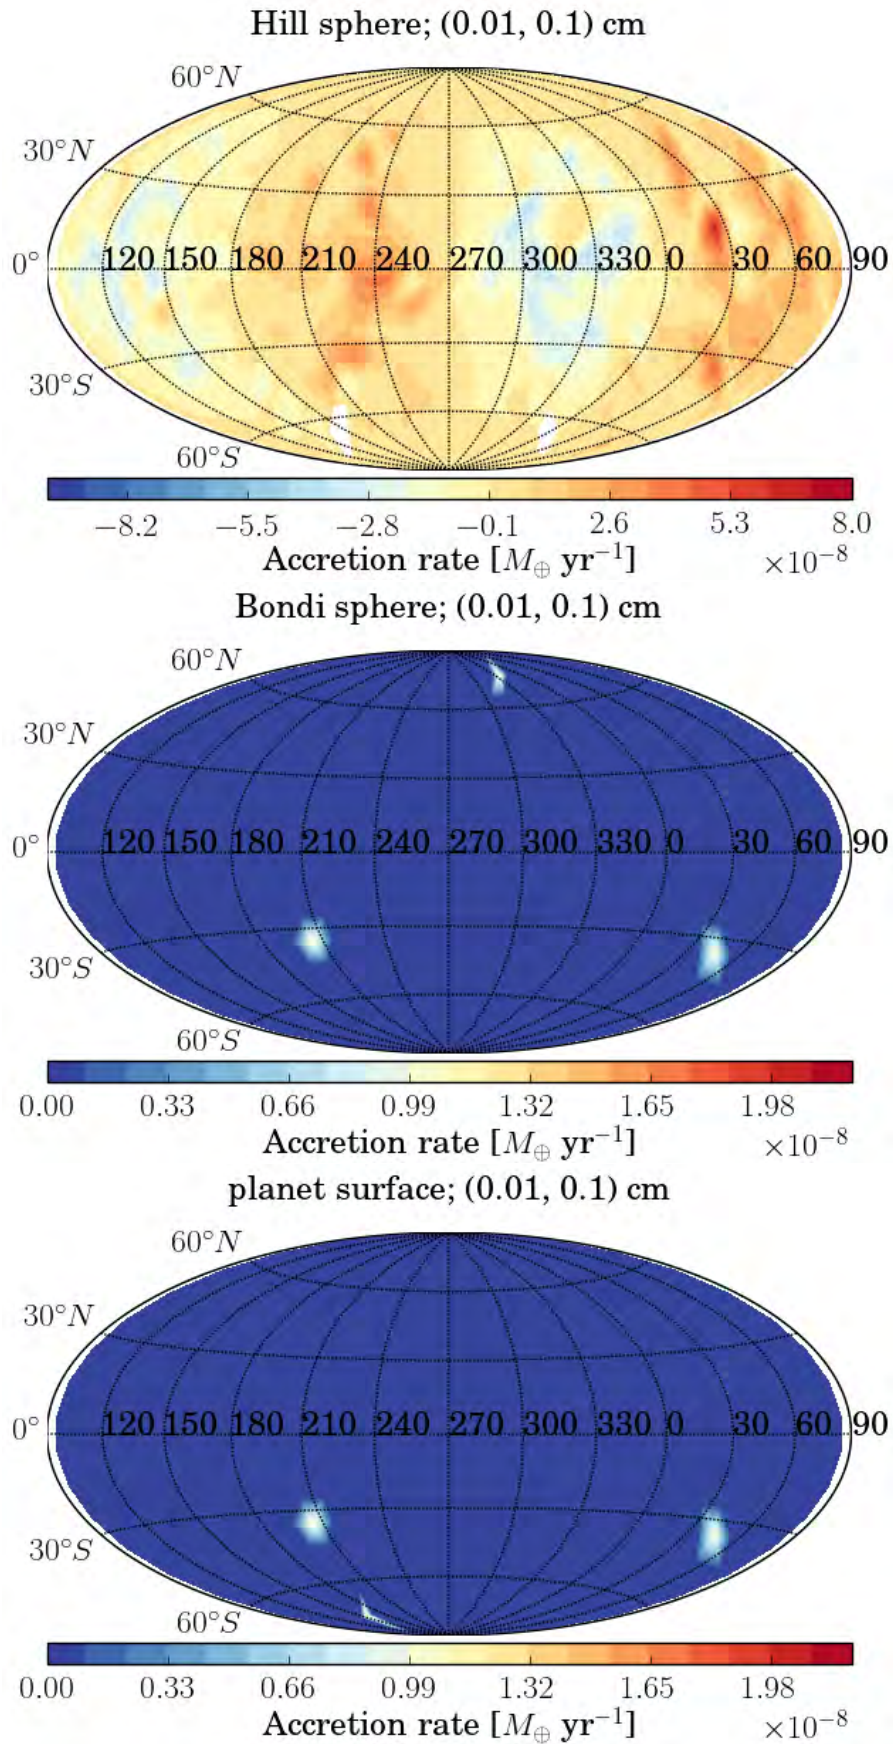 Hill sphere; (0.01, 0.1) cm
60°N
30°N
0° 120 150 180 210 240 270 300 330 0 30 60 90
30°S
60°S
−8.2 −5.5 −2.8 −0.1 2.6 5.3 8.0
Accretion rate [M⊕ yr⁻¹] ×10⁻⁸
Bondi sphere; (0.01, 0.1) cm
60°N
30°N
0° 120 150 180 210 240 270 300 330 0 30 60 90
30°S
60°S
0.00 0.33 0.66 0.99 1.32 1.65 1.98
Accretion rate [M⊕ yr⁻¹] ×10⁻⁸
planet surface; (0.01, 0.1) cm
60°N
30°N
0° 120 150 180 210 240 270 300 330 0 30 60 90
30°S
60°S
0.00 0.33 0.66 0.99 1.32 1.65 1.98
Accretion rate [M⊕ yr⁻¹] ×10⁻⁸